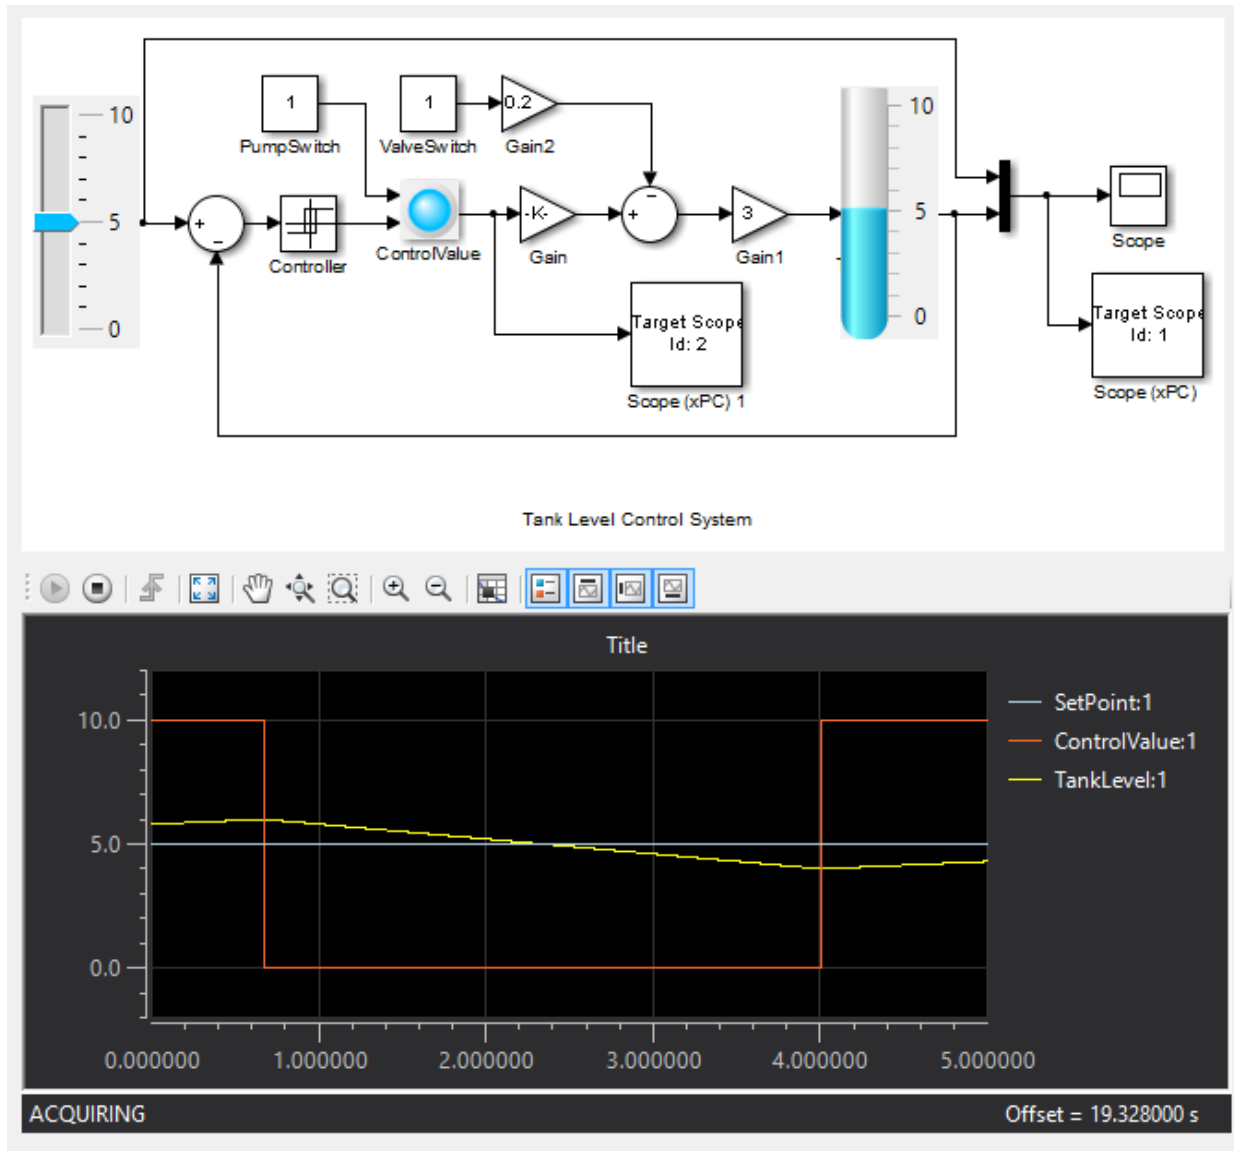 10
5
0
1
PumpSwitch
1
ValveSwitch
0.2
Gain2
+
−
Controller
ControlValue
-K-
Gain
+
−
3
Gain1
10
5
0
Scope
Target Scope
Id: 2
Scope (xPC) 1
Target Scope
Id: 1
Scope (xPC)
Tank Level Control System
Title
10.0
5.0
0.0
0.000000
1.000000
2.000000
3.000000
4.000000
5.000000
SetPoint:1
ControlValue:1
TankLevel:1
ACQUIRING
Offset = 19.328000 s